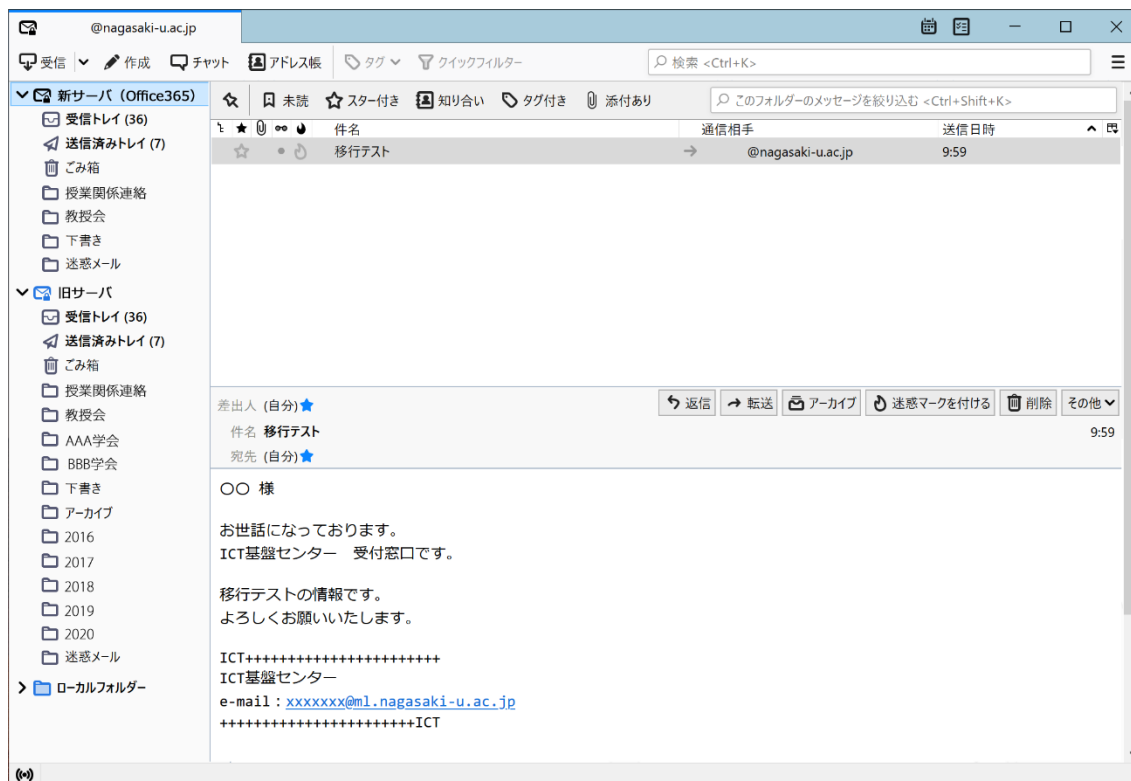 @nagasaki-u.ac.jp
受信 作成 チャット アドレス帳 タグ クイックフィルター 検索 <Ctrl+K>
新サーバ（Office365）
受信トレイ (36)
送信済みトレイ (7)
ごみ箱
授業関係連絡
教授会
下書き
迷惑メール
旧サーバ
受信トレイ (36)
送信済みトレイ (7)
ごみ箱
授業関係連絡
教授会
AAA学会
BBB学会
下書き
アーカイブ
2016
2017
2018
2019
2020
迷惑メール
ローカルフォルダー
未読 スター付き 知り合い タグ付き 添付あり このフォルダーのメッセージを絞り込む <Ctrl+Shift+K>
件名 通信相手 送信日時
移行テスト @nagasaki-u.ac.jp 9:59
差出人 (自分) 返信 転送 アーカイブ 迷惑マークを付ける 削除 その他
件名 移行テスト 9:59
宛先 (自分)
〇〇 様
お世話になっております。
ICT基盤センター　受付窓口です。
移行テストの情報です。
よろしくお願いいたします。
ICT+++++++++++++++++++++++
ICT基盤センター
e-mail：xxxxxxx@ml.nagasaki-u.ac.jp
+++++++++++++++++++++++ICT